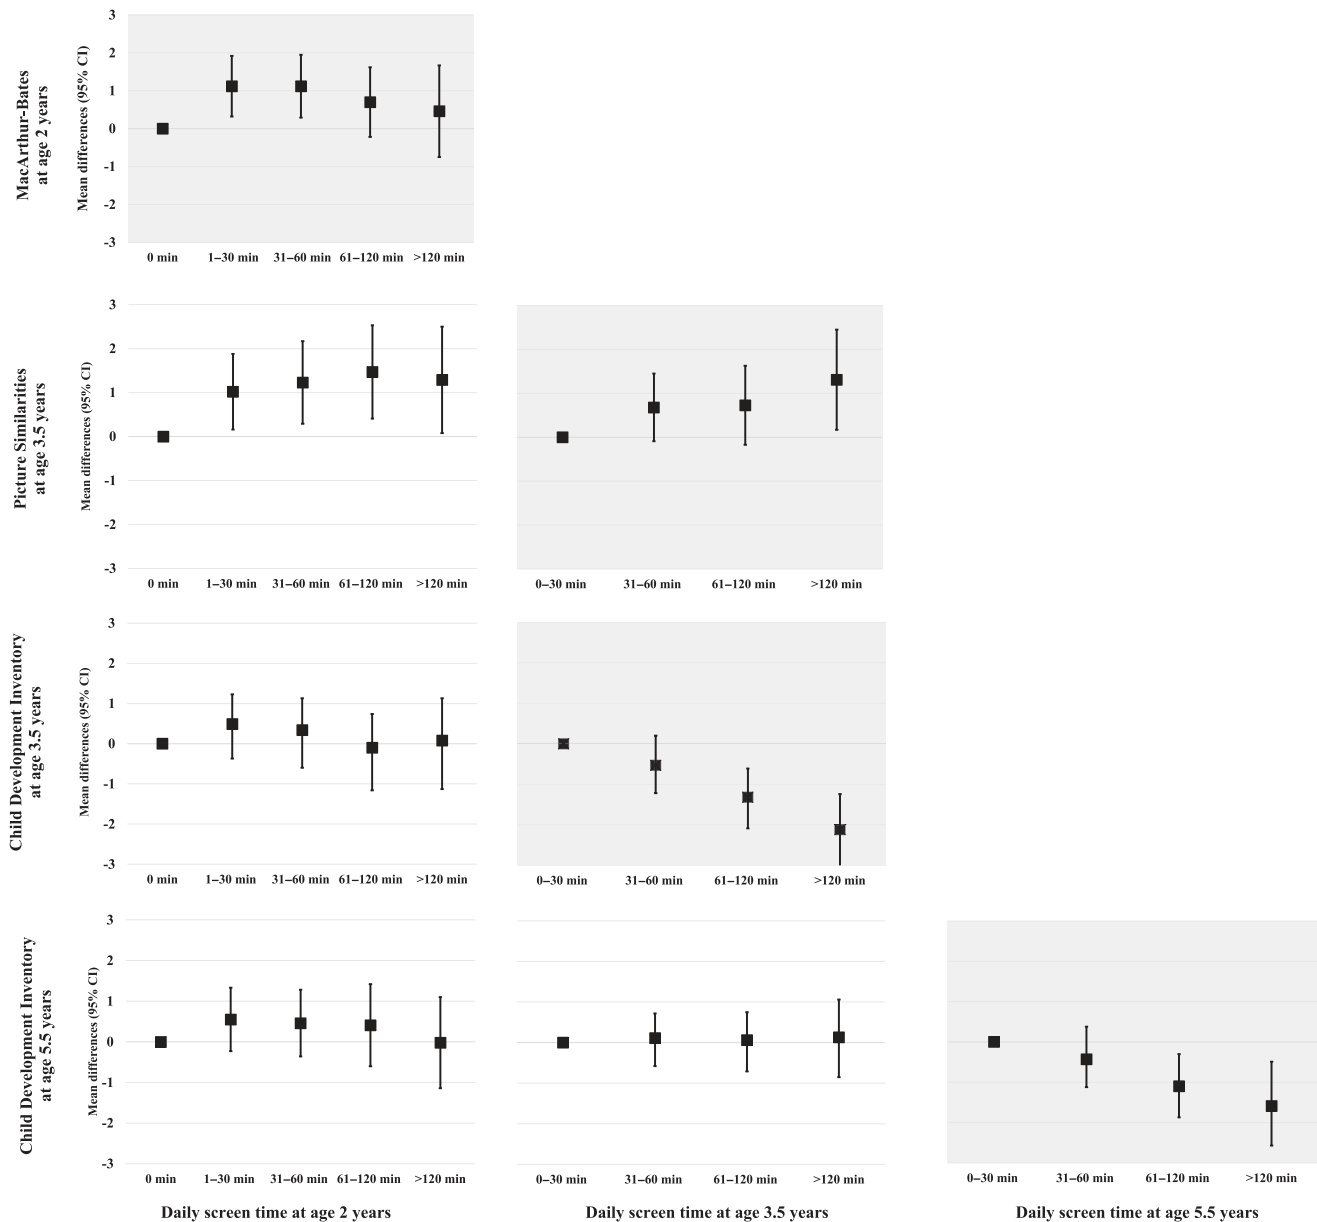 MacArthur-Bates
at age 2 years
Mean differences (95% CI)
3
2
1
0
-1
-2
-3
0 min 1–30 min 31–60 min 61–120 min >120 min
Picture Similarities
at age 3.5 years
Mean differences (95% CI)
3
2
1
0
-1
-2
-3
0 min 1–30 min 31–60 min 61–120 min >120 min
0–30 min 31–60 min 61–120 min >120 min
Child Development Inventory
at age 3.5 years
Mean differences (95% CI)
3
2
1
0
-1
-2
-3
0 min 1–30 min 31–60 min 61–120 min >120 min
0–30 min 31–60 min 61–120 min >120 min
Child Development Inventory
at age 5.5 years
Mean differences (95% CI)
3
2
1
0
-1
-2
-3
0 min 1–30 min 31–60 min 61–120 min >120 min
0–30 min 31–60 min 61–120 min >120 min
0–30 min 31–60 min 61–120 min >120 min
Daily screen time at age 2 years
Daily screen time at age 3.5 years
Daily screen time at age 5.5 years